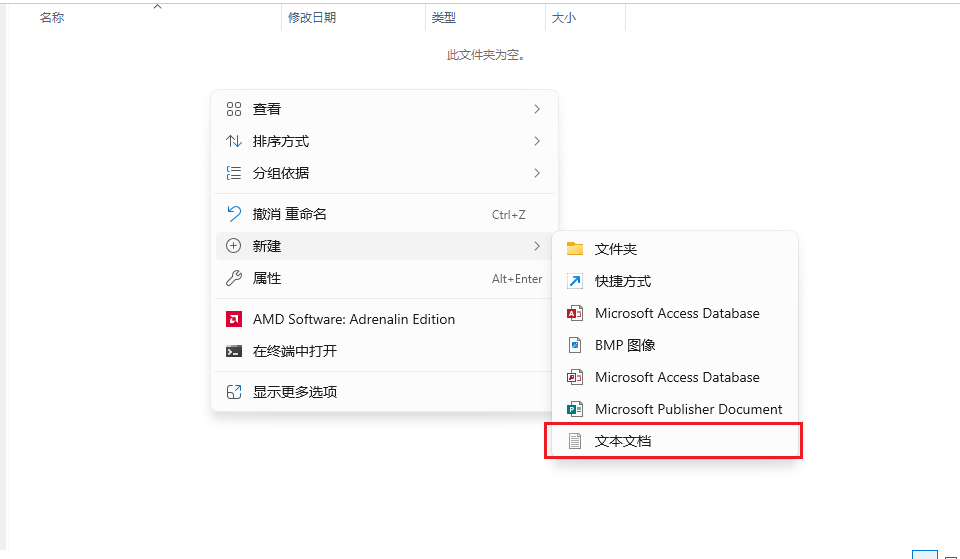 名称 修改日期 类型 大小
此文件夹为空。
查看
排序方式
分组依据
撤消 重命名 Ctrl+Z
新建
属性 Alt+Enter
AMD Software: Adrenalin Edition
在终端中打开
显示更多选项
文件夹
快捷方式
Microsoft Access Database
BMP 图像
Microsoft Access Database
Microsoft Publisher Document
文本文档